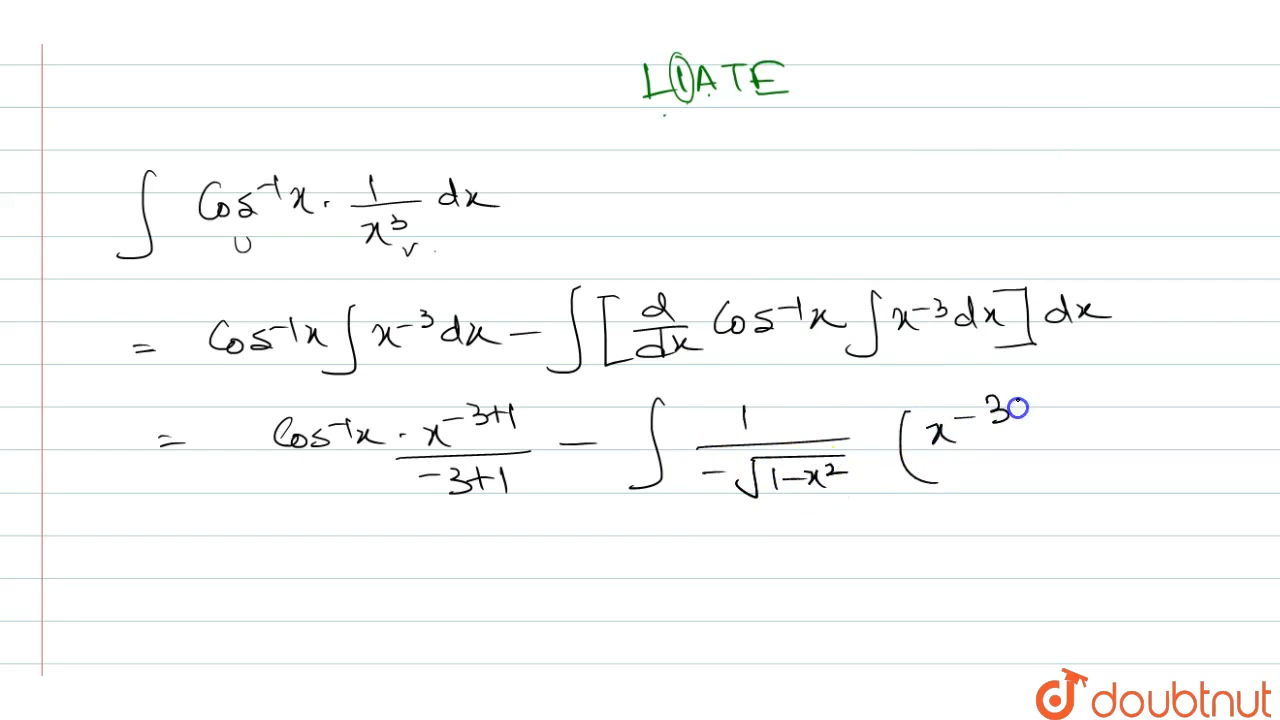 LIATE
∫ Cos⁻¹x · 1/x³ dx
U v
= Cos⁻¹x ∫ x⁻³ dx − ∫ [d/dx Cos⁻¹x ∫ x⁻³ dx] dx
= Cos⁻¹x · x⁻³⁺¹/−3+1 − ∫ 1/−√1−x² (x⁻³
doubtnut